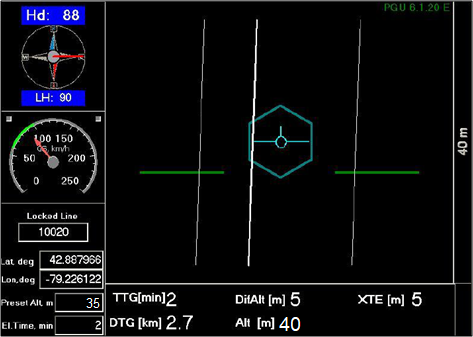 Hd: 88
PGU 6.1.20 E
N
W
E
S
LH: 90
100 150
GS, km/h
50 200
0 250
40 m
Locked Line
10020
Lat, deg 42.887966
Lon,deg -79.226122
Preset Alt, m 35
El.Time, min 2
TTG[min]2 DifAlt [m] 5 XTE [m] 5
DTG [km] 2.7 Alt [m] 40